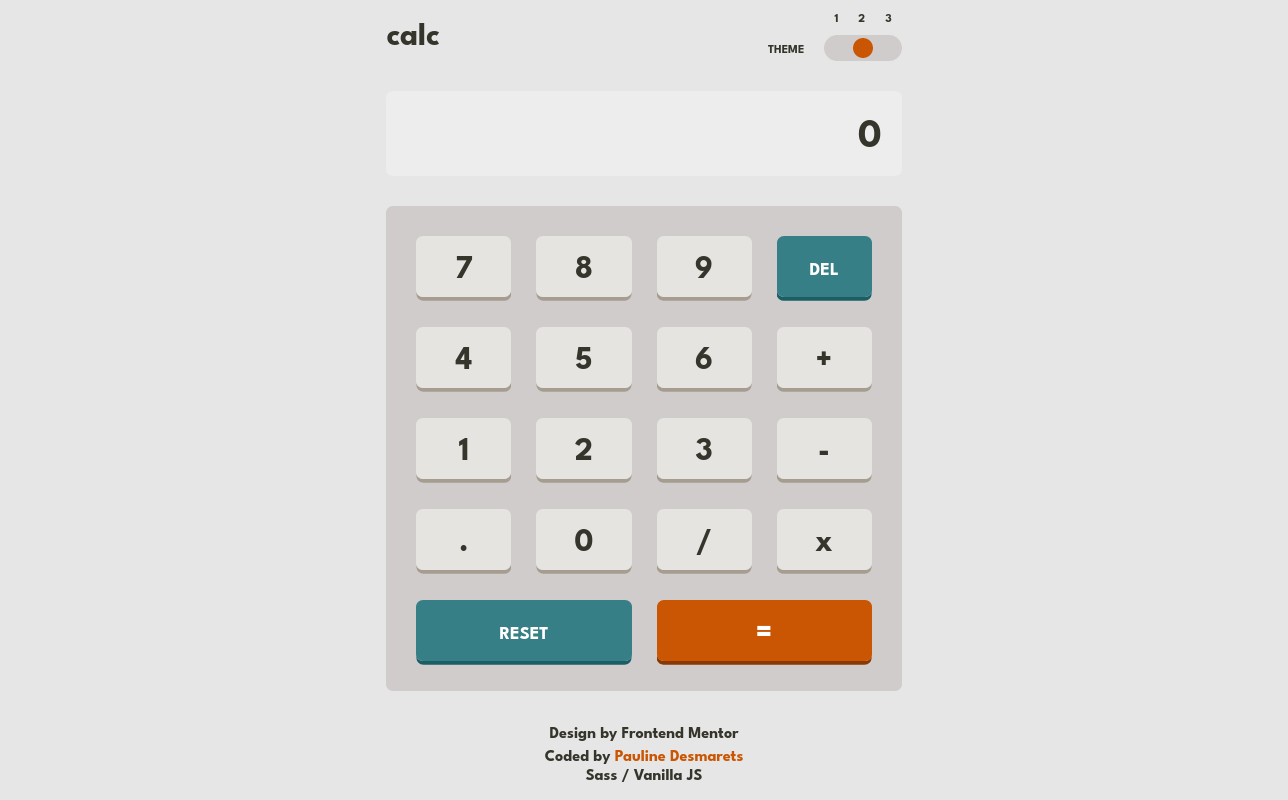 calc
1 2 3
THEME
0
7 8 9 DEL
4 5 6 +
1 2 3 -
. 0 / x
RESET =
Design by Frontend Mentor
Coded by Pauline Desmarets
Sass / Vanilla JS